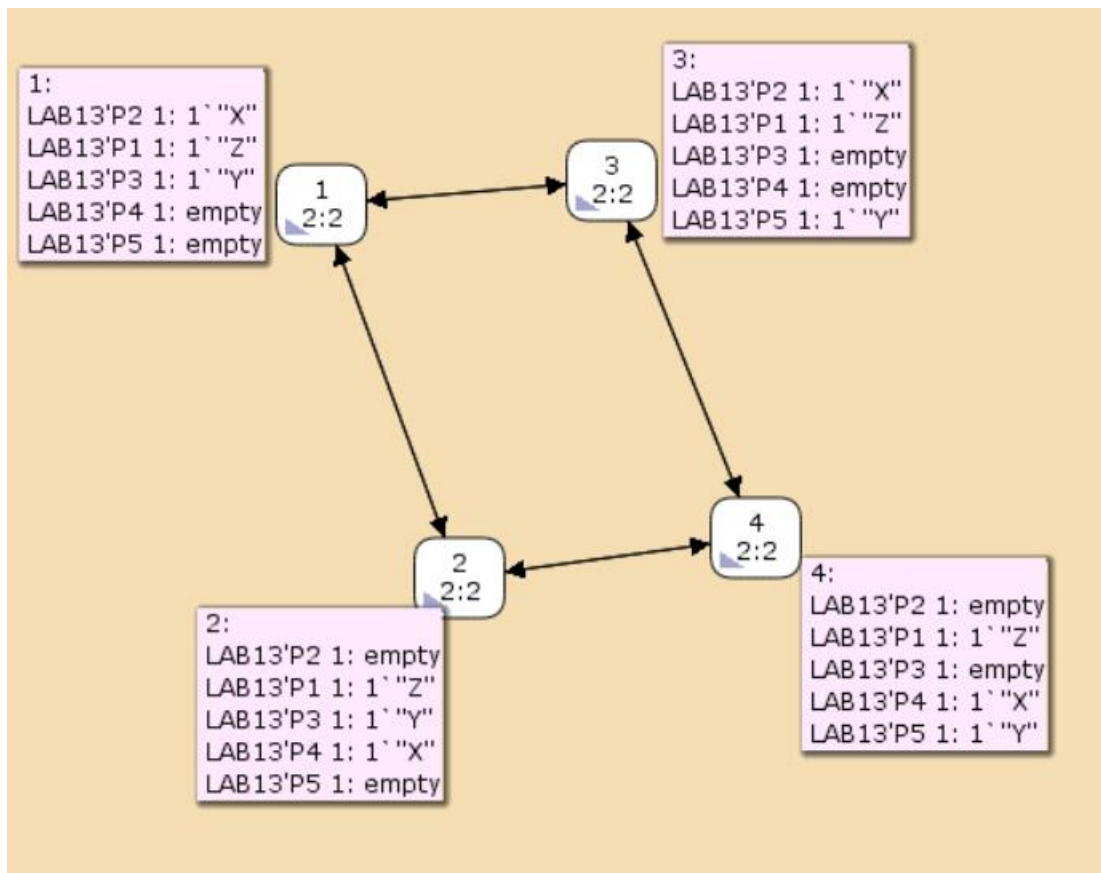 1:
LAB13'P2 1: 1`"X"
LAB13'P1 1: 1`"Z"
LAB13'P3 1: 1`"Y"
LAB13'P4 1: empty
LAB13'P5 1: empty
1
2:2
3
2:2
3:
LAB13'P2 1: 1`"X"
LAB13'P1 1: 1`"Z"
LAB13'P3 1: empty
LAB13'P4 1: empty
LAB13'P5 1: 1`"Y"
2
2:2
2:
LAB13'P2 1: empty
LAB13'P1 1: 1`"Z"
LAB13'P3 1: 1`"Y"
LAB13'P4 1: 1`"X"
LAB13'P5 1: empty
4
2:2
4:
LAB13'P2 1: empty
LAB13'P1 1: 1`"Z"
LAB13'P3 1: empty
LAB13'P4 1: 1`"X"
LAB13'P5 1: 1`"Y"